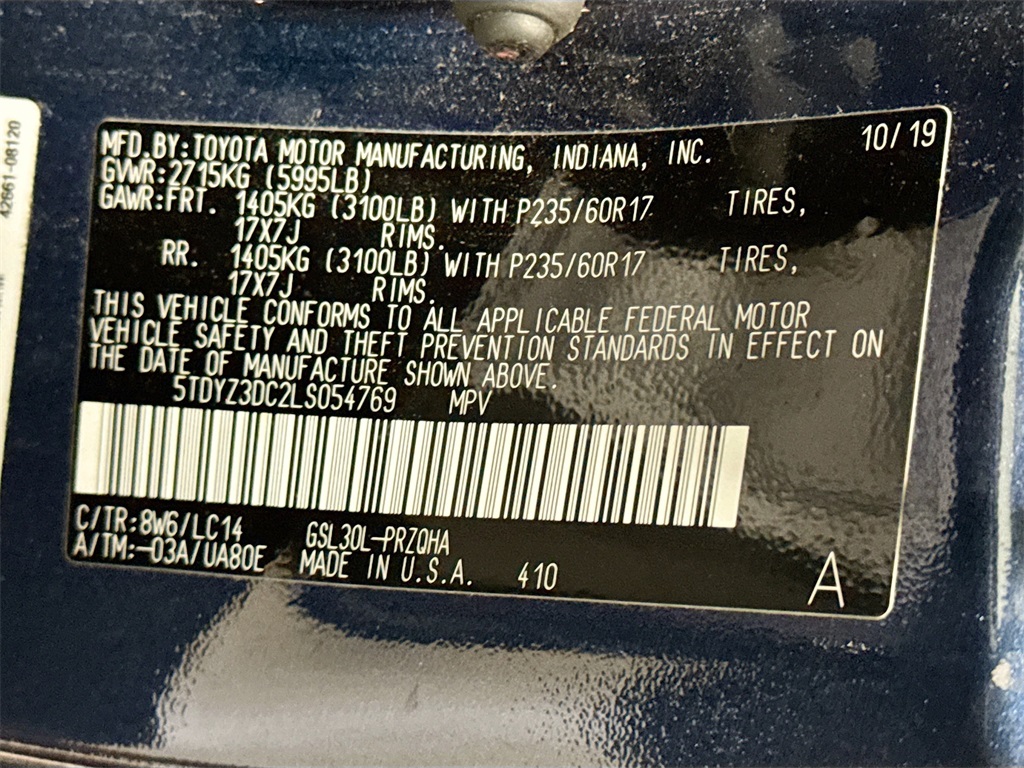 42661-08120
MFD.BY:TOYOTA MOTOR MANUFACTURING, INDIANA, INC. 10/19
GVWR:2715KG (5995LB)
GAWR:FRT. 1405KG (3100LB) WITH P235/60R17 TIRES,
17X7J RIMS.
RR. 1405KG (3100LB) WITH P235/60R17 TIRES,
17X7J RIMS.
THIS VEHICLE CONFORMS TO ALL APPLICABLE FEDERAL MOTOR
VEHICLE SAFETY AND THEFT PREVENTION STANDARDS IN EFFECT ON
THE DATE OF MANUFACTURE SHOWN ABOVE.
5TDYZ3DC2LS054769 MPV
C/TR:8W6/LC14 GSL30L-PRZQHA
A/TM:-03A/UA80E MADE IN U.S.A. 410 A